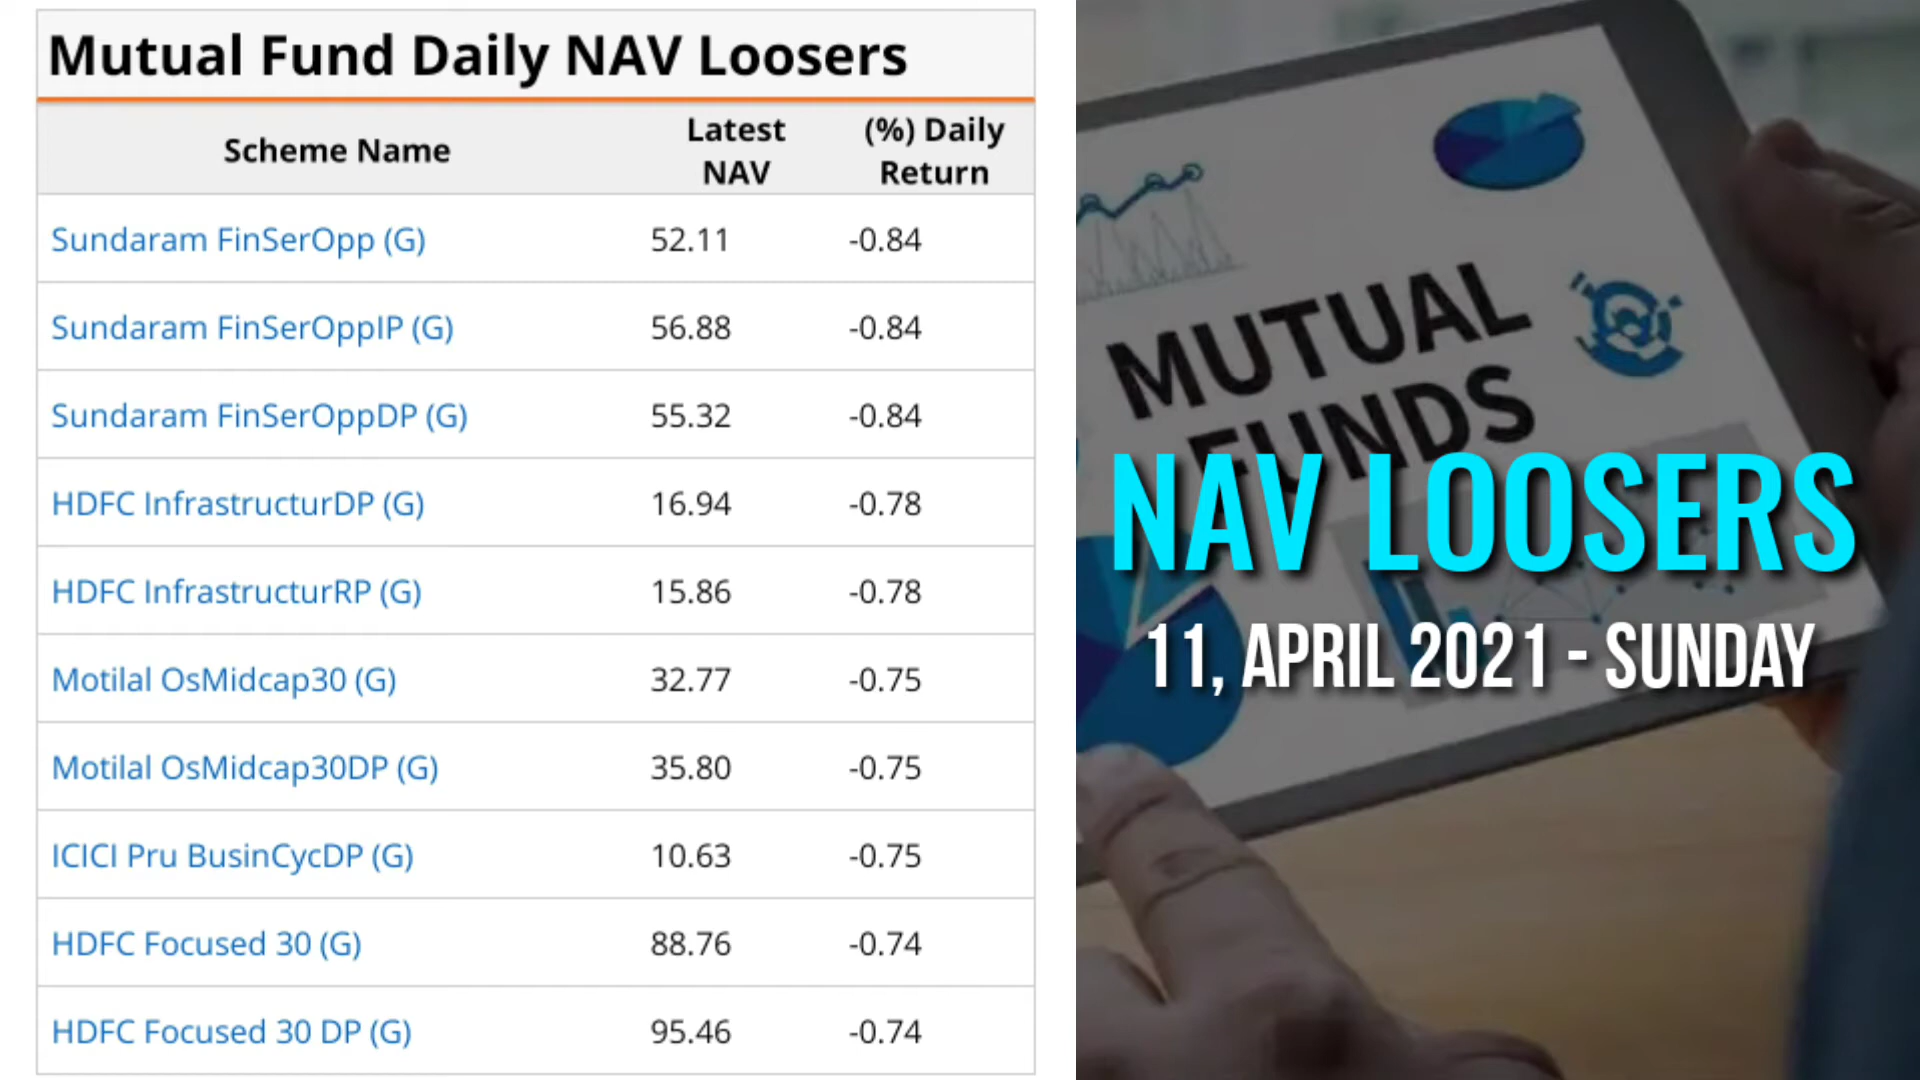 Mutual Fund Daily NAV Loosers
Scheme Name Latest NAV (%) Daily Return
Sundaram FinSerOpp (G) 52.11 -0.84
Sundaram FinSerOppIP (G) 56.88 -0.84
Sundaram FinSerOppDP (G) 55.32 -0.84
HDFC InfrastructurDP (G) 16.94 -0.78
HDFC InfrastructurRP (G) 15.86 -0.78
Motilal OsMidcap30 (G) 32.77 -0.75
Motilal OsMidcap30DP (G) 35.80 -0.75
ICICI Pru BusinCycDP (G) 10.63 -0.75
HDFC Focused 30 (G) 88.76 -0.74
HDFC Focused 30 DP (G) 95.46 -0.74
MUTUAL
FUNDS
NAV LOOSERS
11, APRIL 2021 - SUNDAY